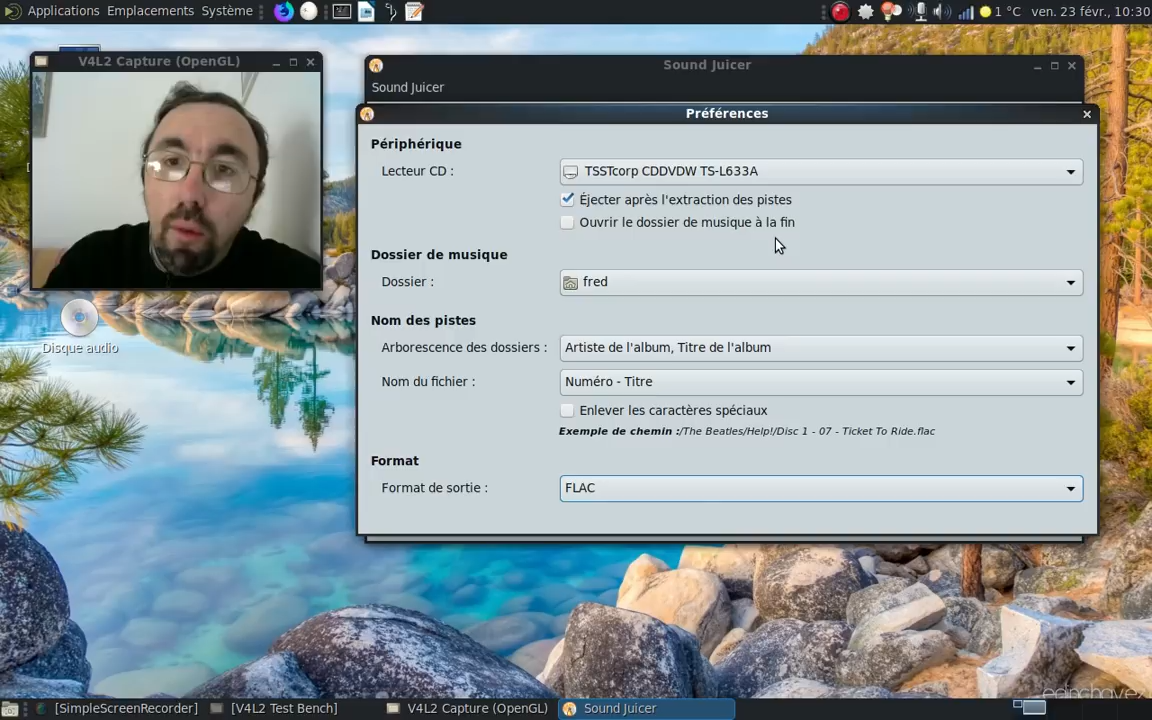 Applications Emplacements Système
1 °C ven. 23 févr., 10:30
V4L2 Capture (OpenGL)
Sound Juicer
Sound Juicer
Préférences
Périphérique
Lecteur CD : TSSTcorp CDDVDW TS-L633A
Éjecter après l'extraction des pistes
Ouvrir le dossier de musique à la fin
Dossier de musique
Dossier : fred
Nom des pistes
Arborescence des dossiers : Artiste de l'album, Titre de l'album
Nom du fichier : Numéro - Titre
Enlever les caractères spéciaux
Exemple de chemin :/The Beatles/Help!/Disc 1 - 07 - Ticket To Ride.flac
Format
Format de sortie : FLAC
Disque audio
[SimpleScreenRecorder] [V4L2 Test Bench] V4L2 Capture (OpenGL) Sound Juicer